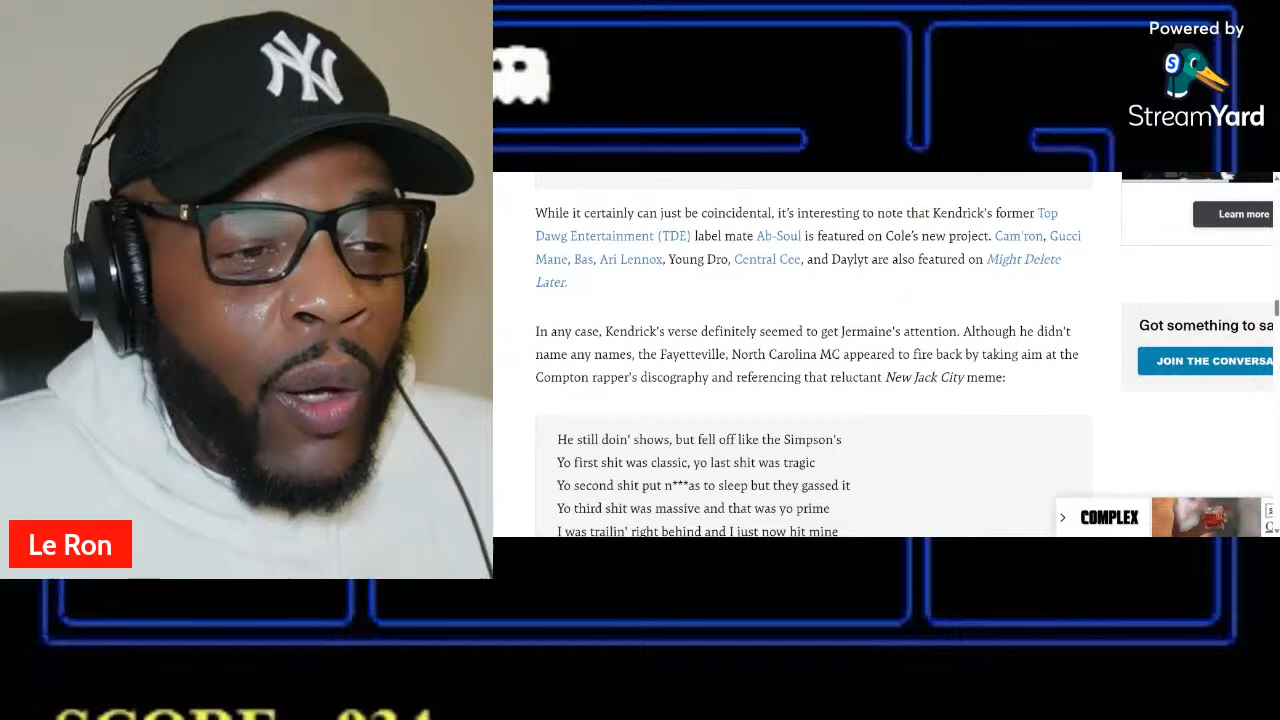 NY
Powered by
S
StreamYard
While it certainly can just be coincidental, it's interesting to note that Kendrick's former Top
Dawg Entertainment (TDE) label mate Ab-Soul is featured on Cole's new project. Cam'ron, Gucci
Mane, Bas, Ari Lennox, Young Dro, Central Cee, and Daylyt are also featured on Might Delete
Later.
In any case, Kendrick's verse definitely seemed to get Jermaine's attention. Although he didn't
name any names, the Fayetteville, North Carolina MC appeared to fire back by taking aim at the
Compton rapper's discography and referencing that reluctant New Jack City meme:
He still doin' shows, but fell off like the Simpson's
Yo first shit was classic, yo last shit was tragic
Yo second shit put n***as to sleep but they gassed it
Yo third shit was massive and that was yo prime
I was trailin' right behind and I just now hit mine
Learn more
Got something to sa
JOIN THE CONVERSA
COMPLEX
Le Ron
SCORE 024